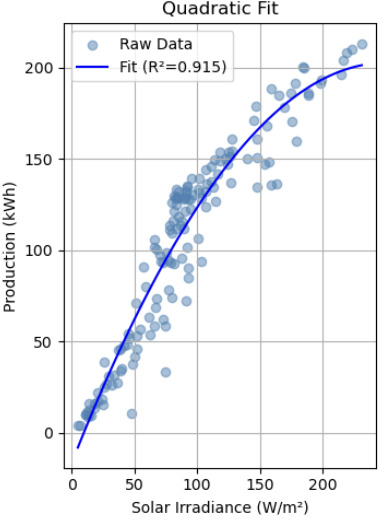 Quadratic Fit
Raw Data
Fit (R²=0.915)
200
150
100
50
0
Production (kWh)
0 50 100 150 200
Solar Irradiance (W/m²)